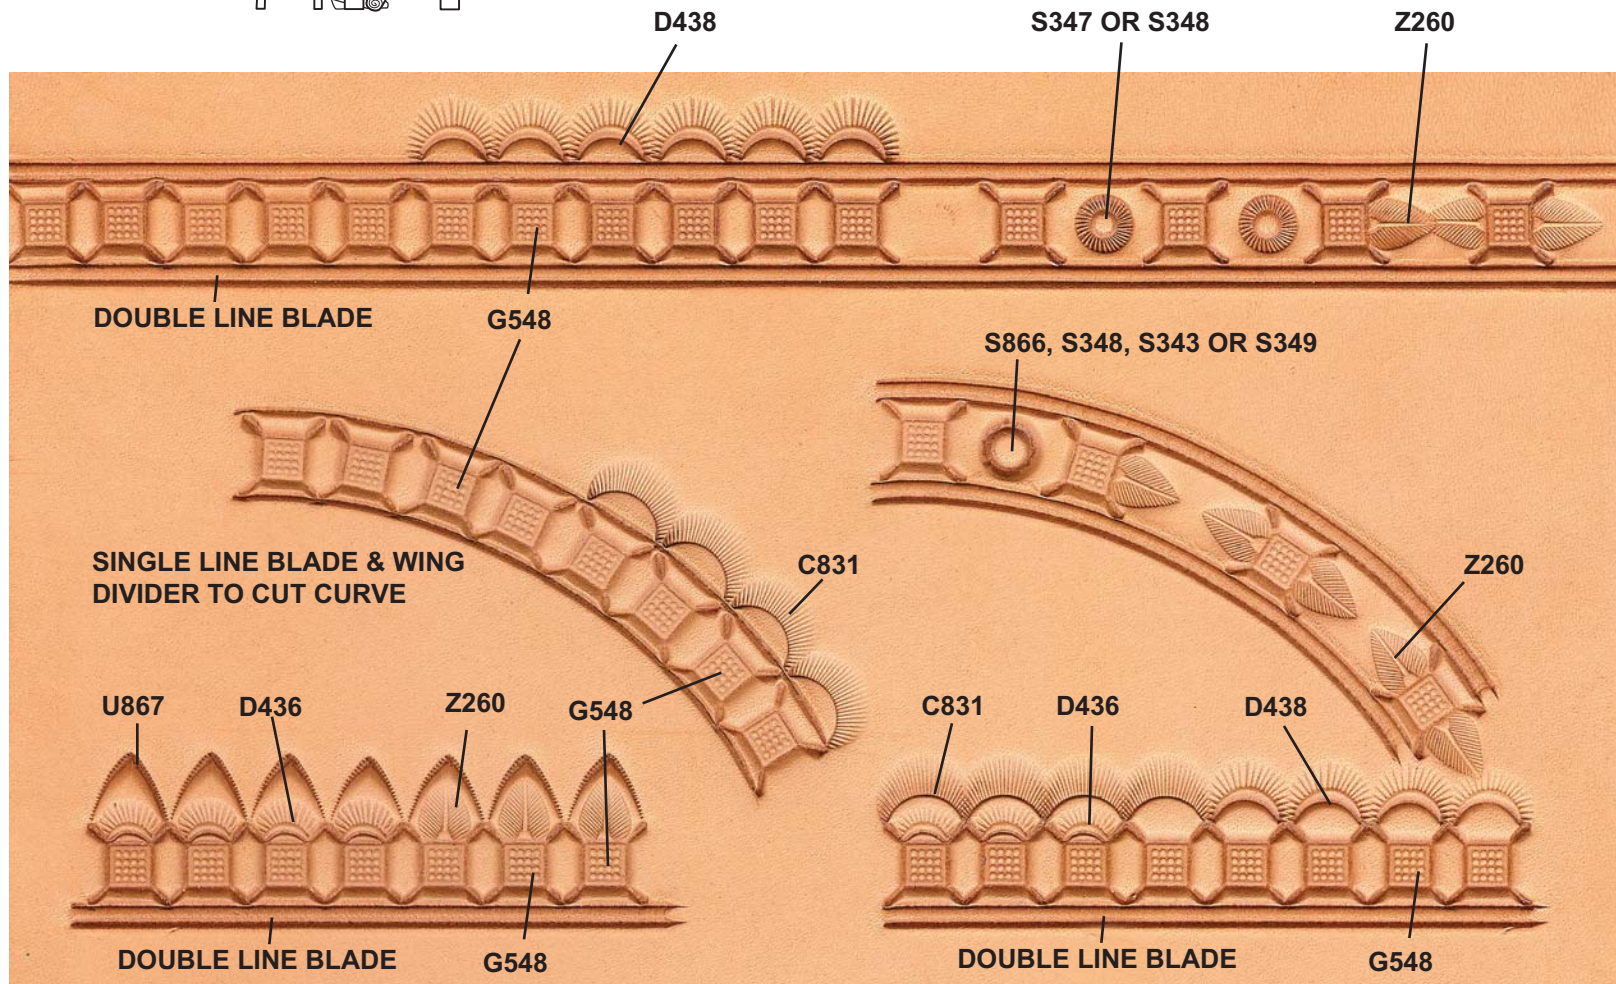 D438
S347 OR S348
Z260
DOUBLE LINE BLADE
G548
S866, S348, S343 OR S349
SINGLE LINE BLADE & WING
DIVIDER TO CUT CURVE
C831
Z260
U867
D436
Z260
G548
C831
D436
D438
DOUBLE LINE BLADE
G548
DOUBLE LINE BLADE
G548